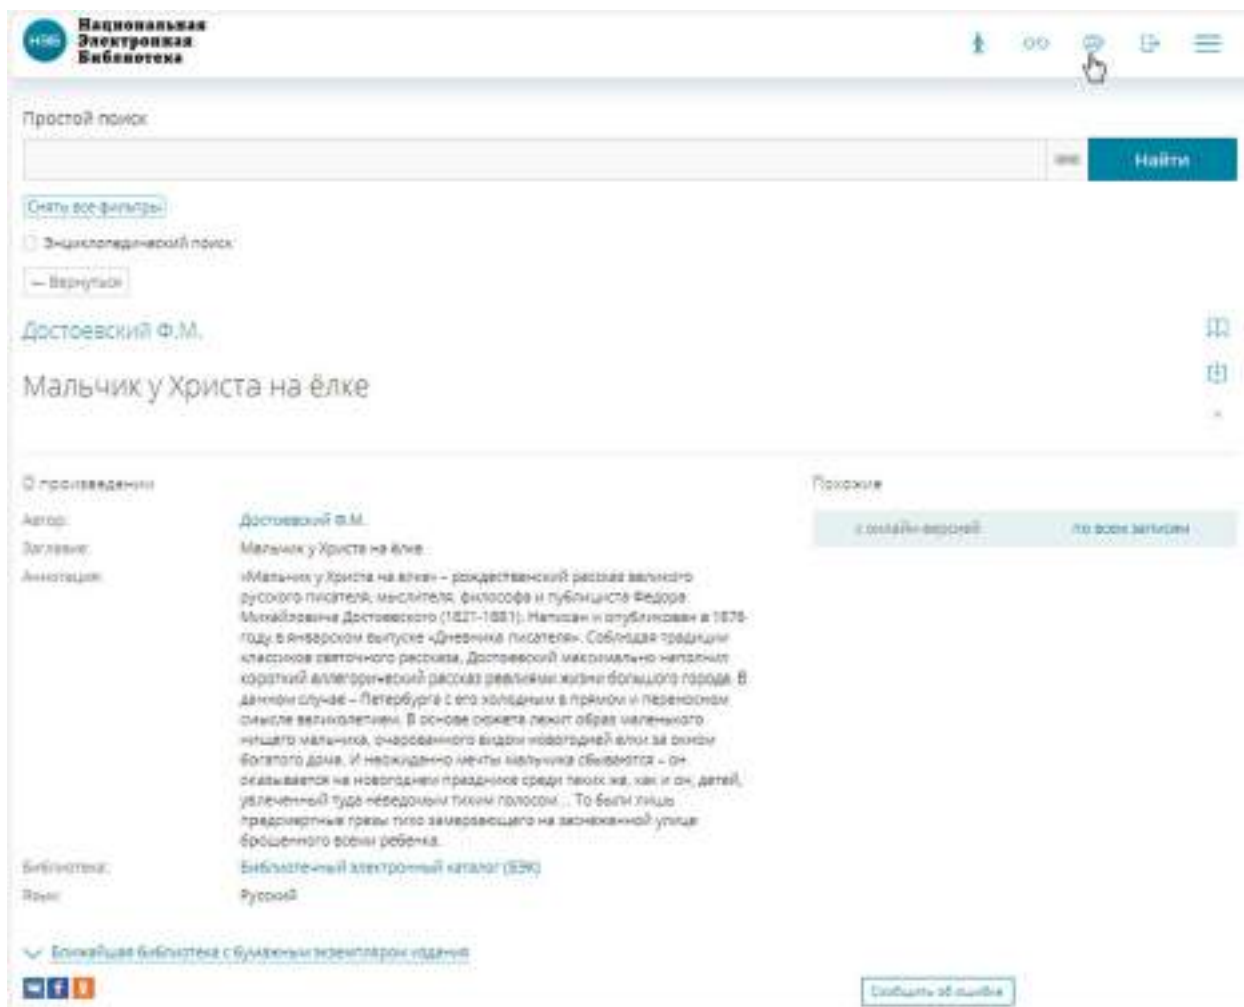 нэб
Национальная
Электронная
Библиотека
Простой поиск
Найти
Снять все фильтры
Энциклопедический поиск
← Вернуться
Достоевский Ф.М.
Мальчик у Христа на ёлке
О произведении
Автор:
Достоевский Ф.М.
Заглавие:
Мальчик у Христа на ёлке
Аннотация:
«Мальчик у Христа на елке» – рождественский рассказ великого
русского писателя, мыслителя, философа и публициста Федора
Михайловича Достоевского (1821-1881). Написан и опубликован в 1876
году, в январском выпуске «Дневника писателя». Соблюдая традиции
классиков святочного рассказа, Достоевский максимально наполнил
короткий аллегорический рассказ реалиями жизни большого города. В
данном случае – Петербурга с его холодным в прямом и переносном
смысле великолепием. В основе сюжета лежит образ маленького
нищего мальчика, очарованного видом новогодней елки за окном
богатого дома. И неожиданно мечты мальчика сбываются – он
оказывается на новогоднем празднике среди таких же, как и он, детей,
увлеченный туда неведомым тихим голосом... То были лишь
предсмертные грезы тихо замерзающего на заснеженной улице
брошенного всеми ребенка.
Библиотека:
Библиотечный электронный каталог (БЭК)
Язык:
Русский
Похожие
с онлайн-версией
по всем записям
Ближайшая библиотека с бумажным экземпляром издания
Сообщить об ошибке